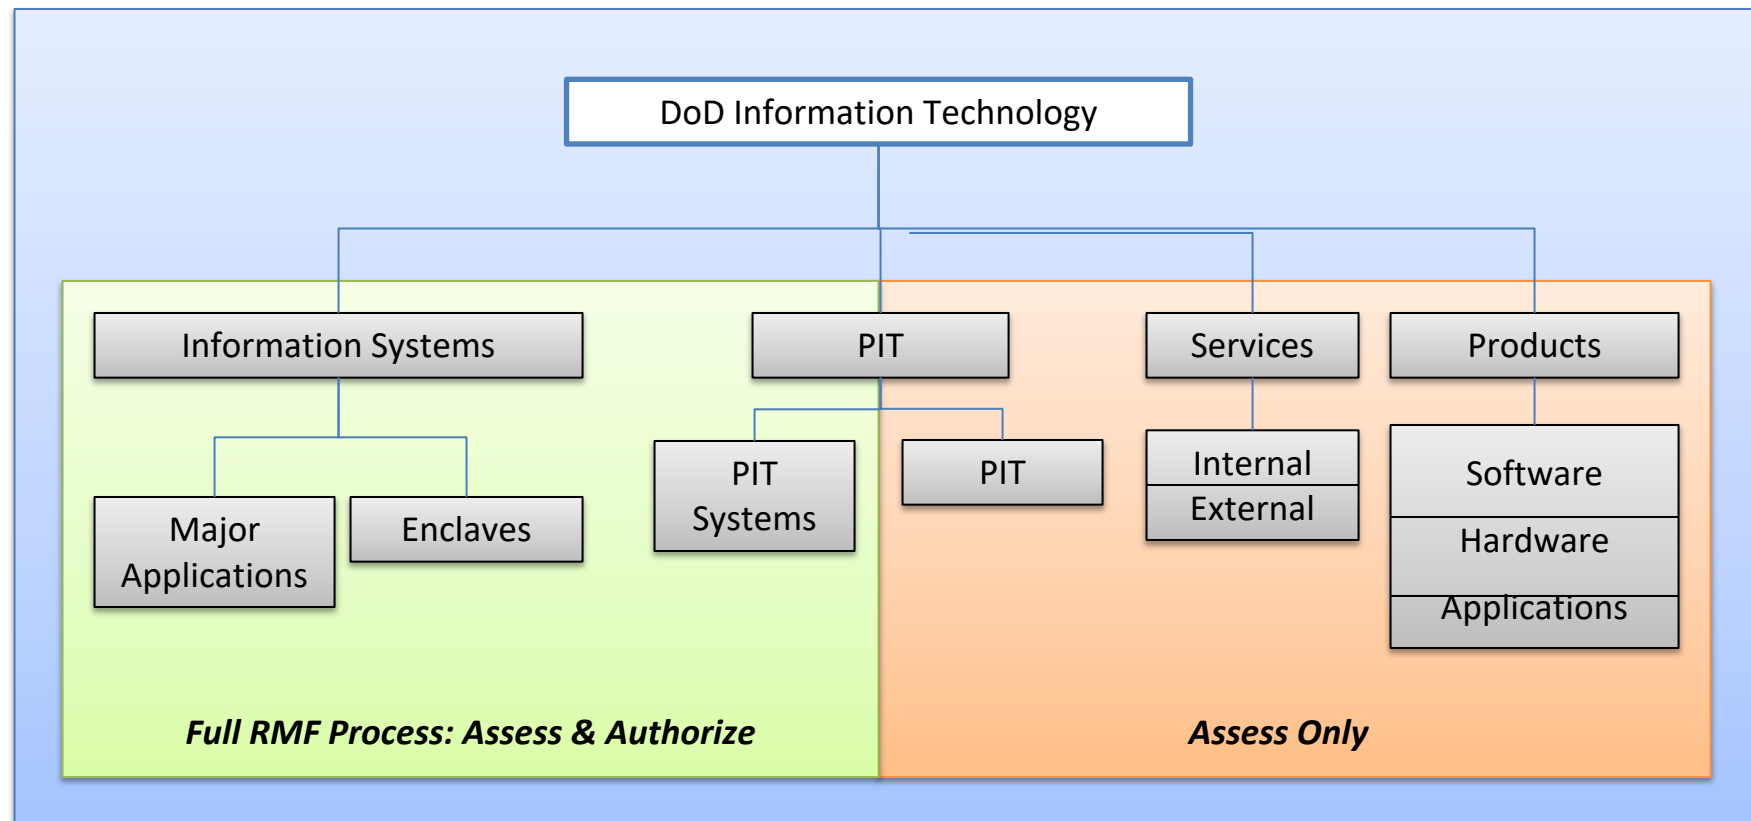 DoD Information Technology
Information Systems
PIT
Services
Products
Major
Applications
Enclaves
PIT
Systems
PIT
Internal
External
Software
Hardware
Applications
Full RMF Process: Assess & Authorize
Assess Only